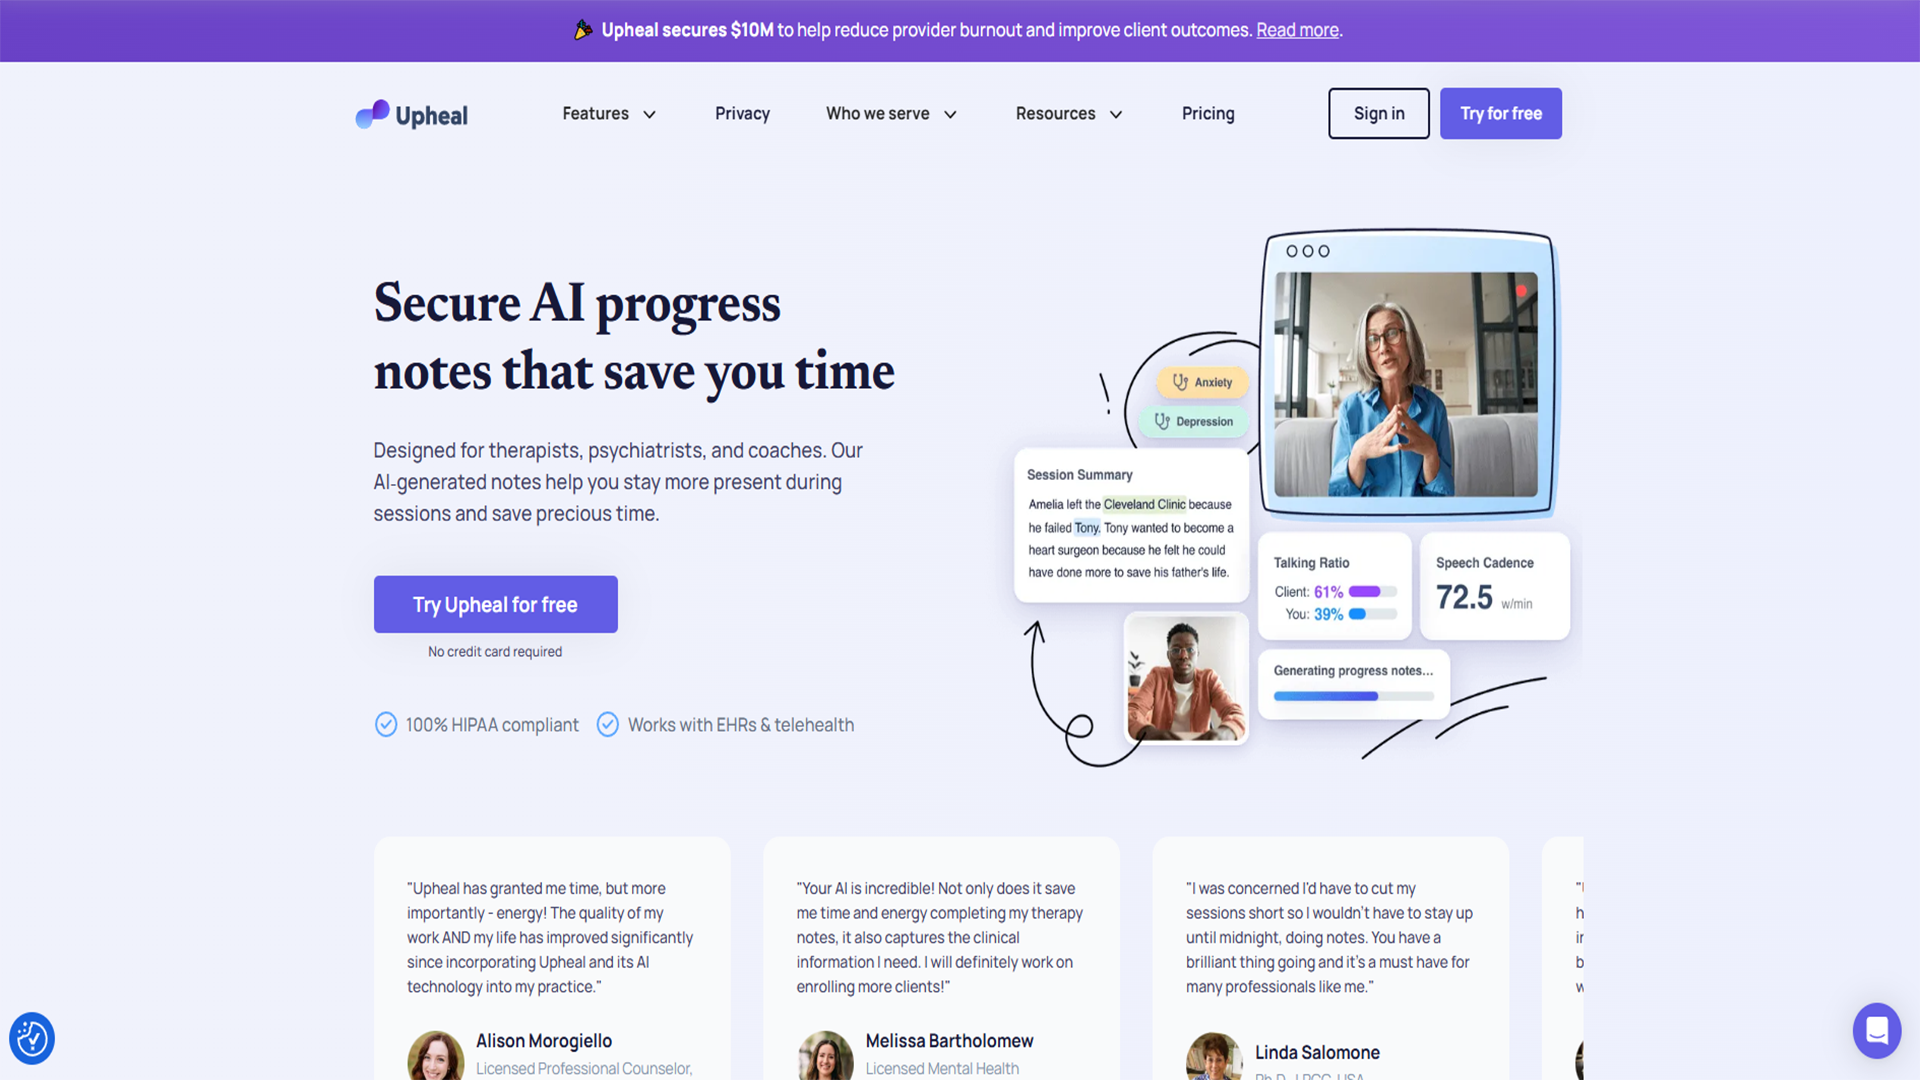 Upheal secures $10M to help reduce provider burnout and improve client outcomes. Read more.
Upheal
Features
Privacy
Who we serve
Resources
Pricing
Sign in
Try for free
Secure AI progress
notes that save you time
Designed for therapists, psychiatrists, and coaches. Our
AI-generated notes help you stay more present during
sessions and save precious time.
Try Upheal for free
No credit card required
100% HIPAA compliant
Works with EHRs & telehealth
Anxiety
Depression
Session Summary
Amelia left the Cleveland Clinic because
he failed Tony. Tony wanted to become a
heart surgeon because he felt he could
have done more to save his father's life.
Talking Ratio
Client: 61%
You: 39%
Speech Cadence
72.5 w/min
Generating progress notes...
"Upheal has granted me time, but more
importantly - energy! The quality of my
work AND my life has improved significantly
since incorporating Upheal and its AI
technology into my practice."
Alison Morogiello
Licensed Professional Counselor,
"Your AI is incredible! Not only does it save
me time and energy completing my therapy
notes, it also captures the clinical
information I need. I will definitely work on
enrolling more clients!"
Melissa Bartholomew
Licensed Mental Health
"I was concerned I'd have to cut my
sessions short so I wouldn't have to stay up
until midnight, doing notes. You have a
brilliant thing going and it's a must have for
many professionals like me."
Linda Salomone
Ph.D., LPCC, USA